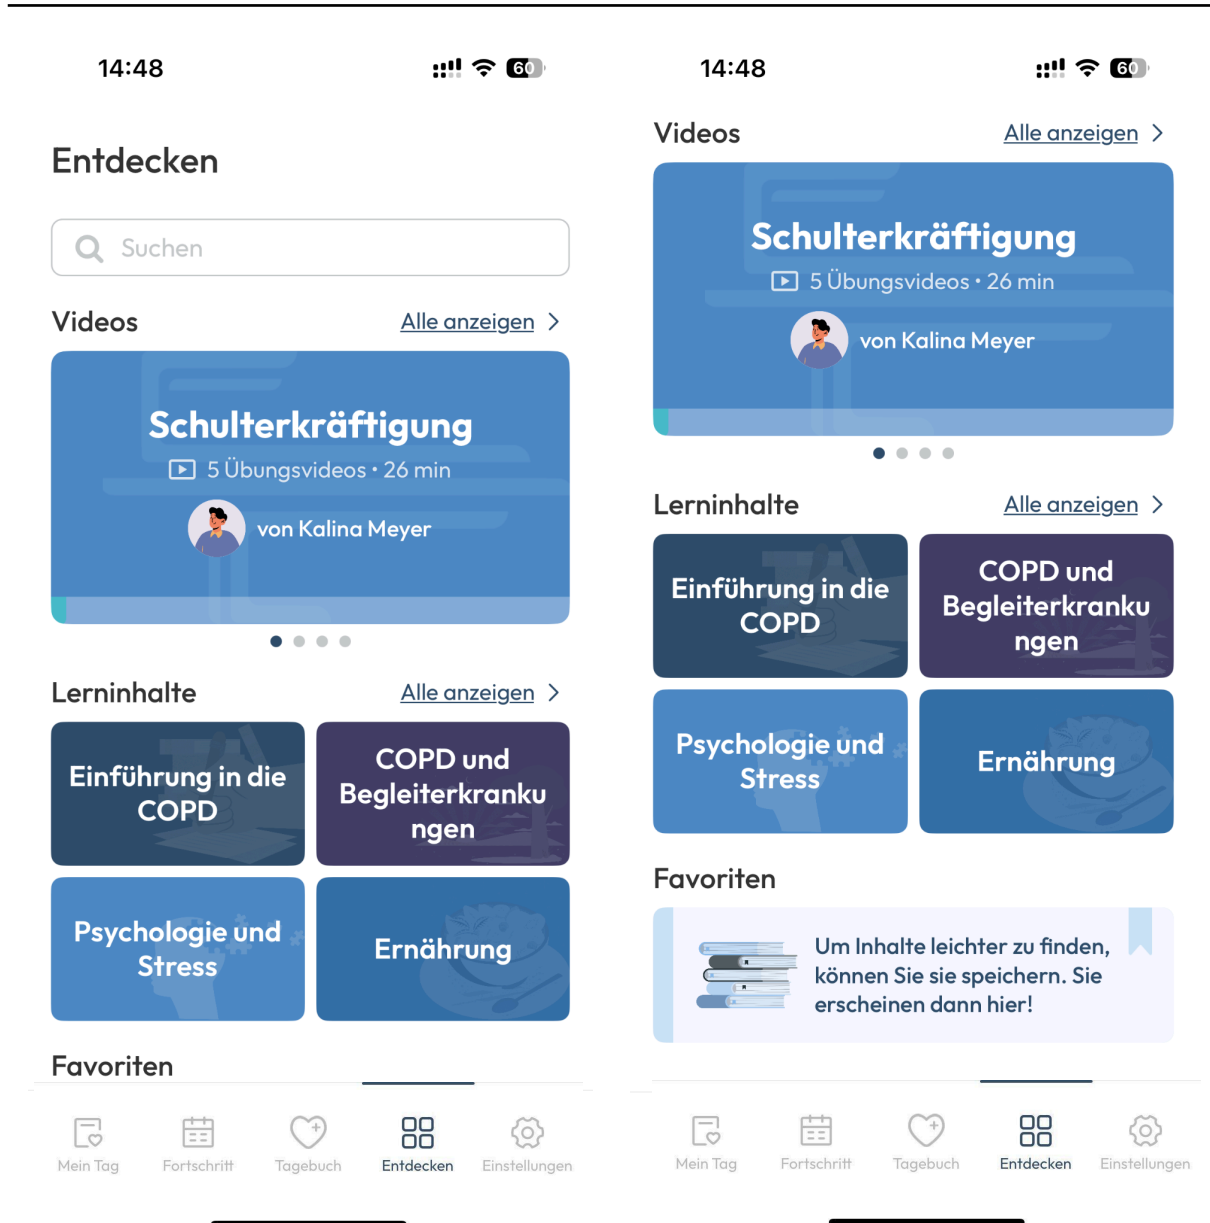 14:48
60
Entdecken
Suchen
Videos
Alle anzeigen
Schulterkräftigung
5 Übungsvideos • 26 min
von Kalina Meyer
Lerninhalte
Alle anzeigen
Einführung in die
COPD
COPD und
Begleiterkranku
ngen
Psychologie und
Stress
Ernährung
Favoriten
Mein Tag
Fortschritt
Tagebuch
Entdecken
Einstellungen
14:48
60
Videos
Alle anzeigen
Schulterkräftigung
5 Übungsvideos • 26 min
von Kalina Meyer
Lerninhalte
Alle anzeigen
Einführung in die
COPD
COPD und
Begleiterkranku
ngen
Psychologie und
Stress
Ernährung
Favoriten
Um Inhalte leichter zu finden,
können Sie sie speichern. Sie
erscheinen dann hier!
Mein Tag
Fortschritt
Tagebuch
Entdecken
Einstellungen